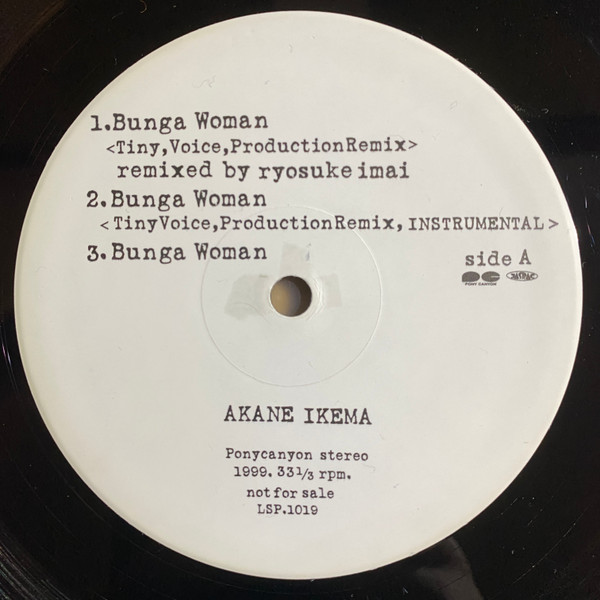 1.Bunga Woman
<Tiny,Voice,ProductionRemix>
remixed by ryosuke imai
2.Bunga Woman
<TinyVoice,ProductionRemix,INSTRUMENTAL>
3.Bunga Woman
side A
PONY CANYON
AKANE IKEMA
Ponycanyon stereo
1999. 33 1/3 rpm.
not for sale
LSP.1019